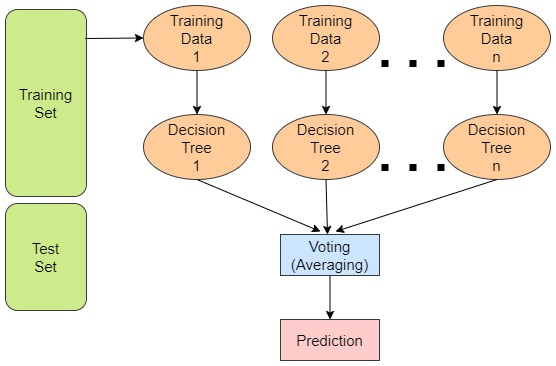 Training
Set
Training
Data
1
Training
Data
2
Training
Data
n
Decision
Tree
1
Decision
Tree
2
Decision
Tree
n
Test
Set
Voting
(Averaging)
Prediction